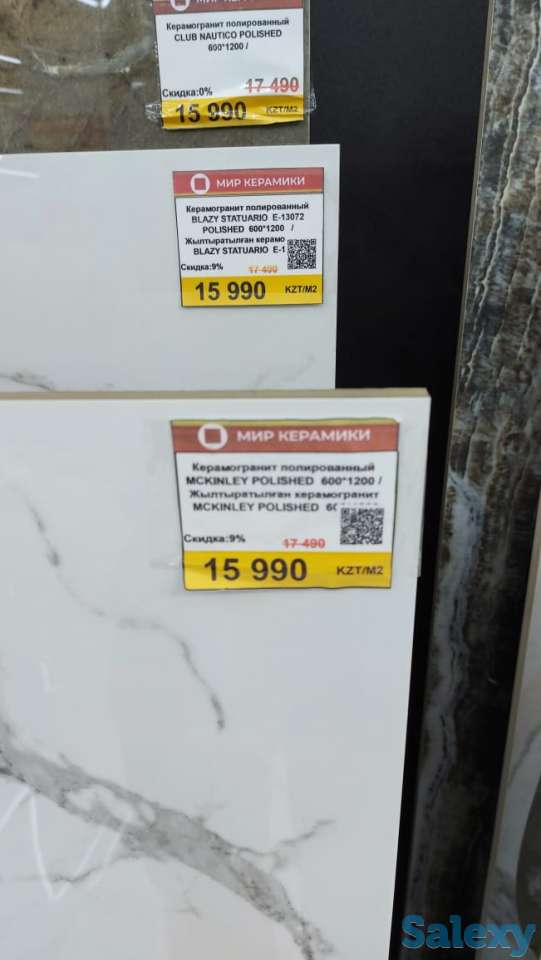 МИР КЕРАМИКИ
Керамогранит полированный
CLUB NAUTICO POLISHED
600*1200 /
Скидка:0% 17 490
15 990 KZT/M2
МИР КЕРАМИКИ
Керамогранит полированный
BLAZY STATUARIO E-13072
POLISHED 600*1200 /
Жылтыратылған керамо
BLAZY STATUARIO E-1
Скидка:9% 17 490
15 990 KZT/M2
МИР КЕРАМИКИ
Керамогранит полированный
MCKINLEY POLISHED 600*1200 /
Жылтыратылған керамогранит
MCKINLEY POLISHED
Скидка:9% 17 490
15 990 KZT/M2
Salexy